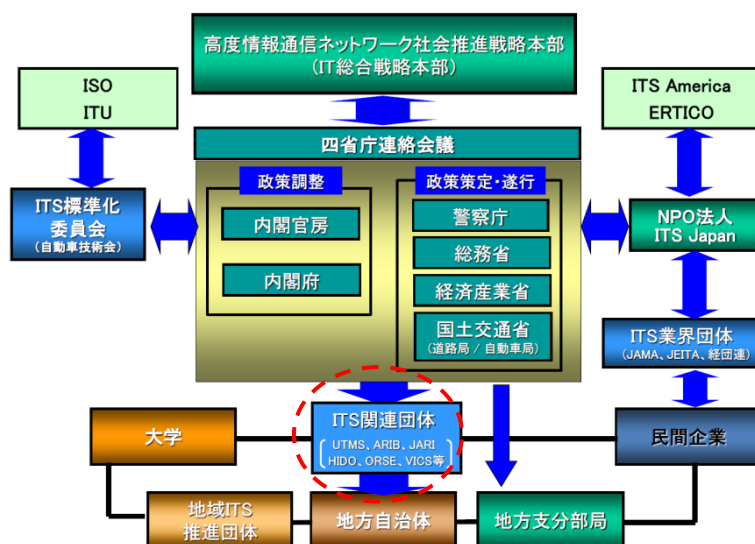 高度情報通信ネットワーク社会推進戦略本部
(IT総合戦略本部)
ISO
ITU
ITS America
ERTICO
四省庁連絡会議
政策調整
政策策定・遂行
ITS標準化
委員会
(自動車技術会)
内閣官房
内閣府
警察庁
総務省
経済産業省
国土交通省
(道路局 / 自動車局)
NPO法人
ITS Japan
ITS業界団体
(JAMA、JEITA、経団連)
大学
ITS関連団体
UTMS、ARIB、JARI
HIDO、ORSE、VICS等
民間企業
地域ITS
推進団体
地方自治体
地方支分部局